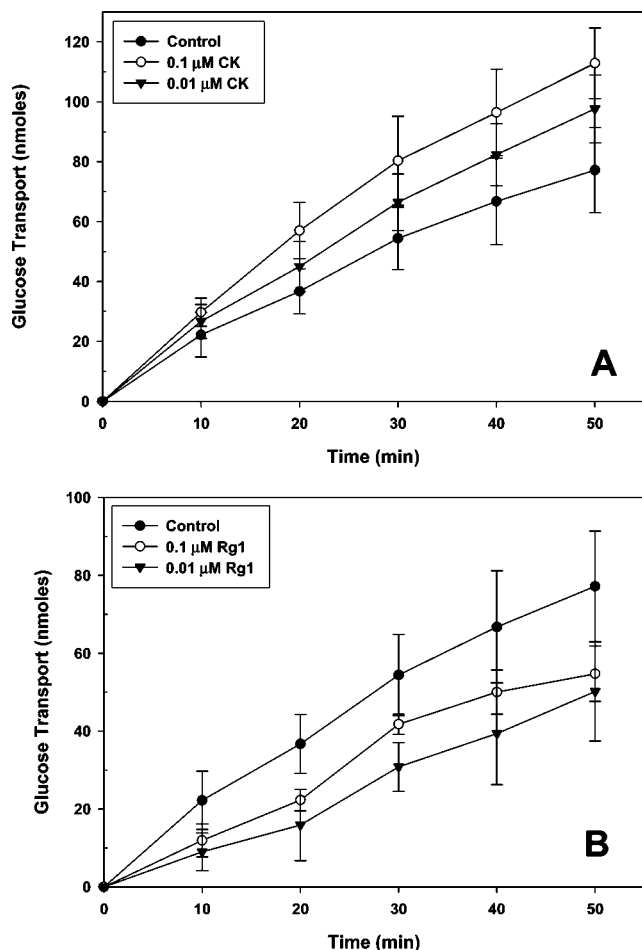 120
100
80
60
40
20
0
Glucose Transport (nmoles)
Control
0.1 μM CK
0.01 μM CK
A
0 10 20 30 40 50
Time (min)
100
80
60
40
20
0
Glucose Transport (nmoles)
Control
0.1 μM Rg1
0.01 μM Rg1
B
0 10 20 30 40 50
Time (min)